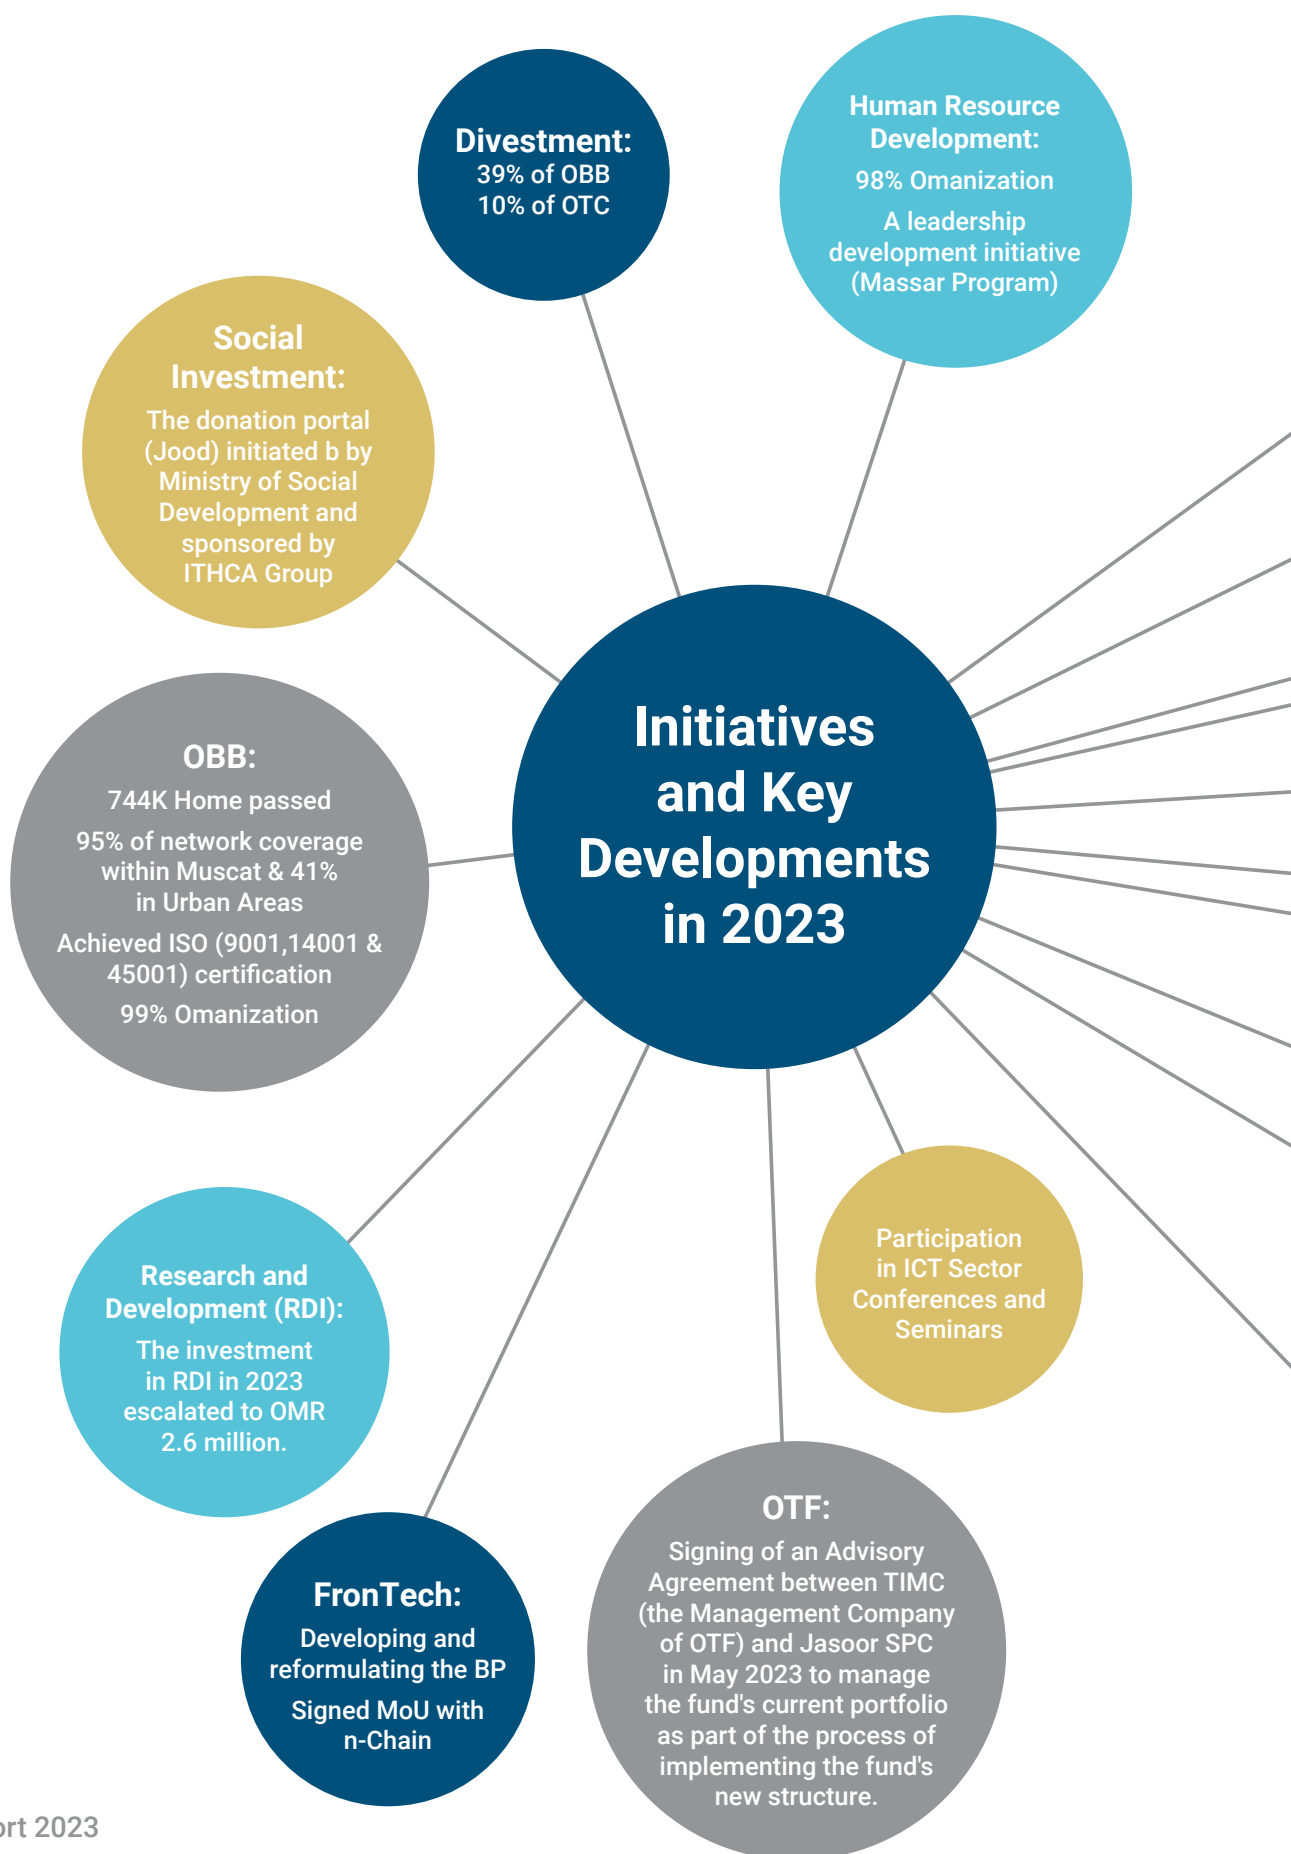 Divestment:
39% of OBB
10% of OTC
Human Resource
Development:
98% Omanization
A leadership
development initiative
(Massar Program)
Social
Investment:
The donation portal
(Jood) initiated b by
Ministry of Social
Development and
sponsored by
ITHCA Group
Initiatives
and Key
Developments
in 2023
OBB:
744K Home passed
95% of network coverage
within Muscat & 41%
in Urban Areas
Achieved ISO (9001,14001 &
45001) certification
99% Omanization
Participation
in ICT Sector
Conferences and
Seminars
Research and
Development (RDI):
The investment
in RDI in 2023
escalated to OMR
2.6 million.
OTF:
Signing of an Advisory
Agreement between TIMC
(the Management Company
of OTF) and Jasoor SPC
in May 2023 to manage
the fund's current portfolio
as part of the process of
implementing the fund's
new structure.
FronTech:
Developing and
reformulating the BP
Signed MoU with
n-Chain
ort 2023